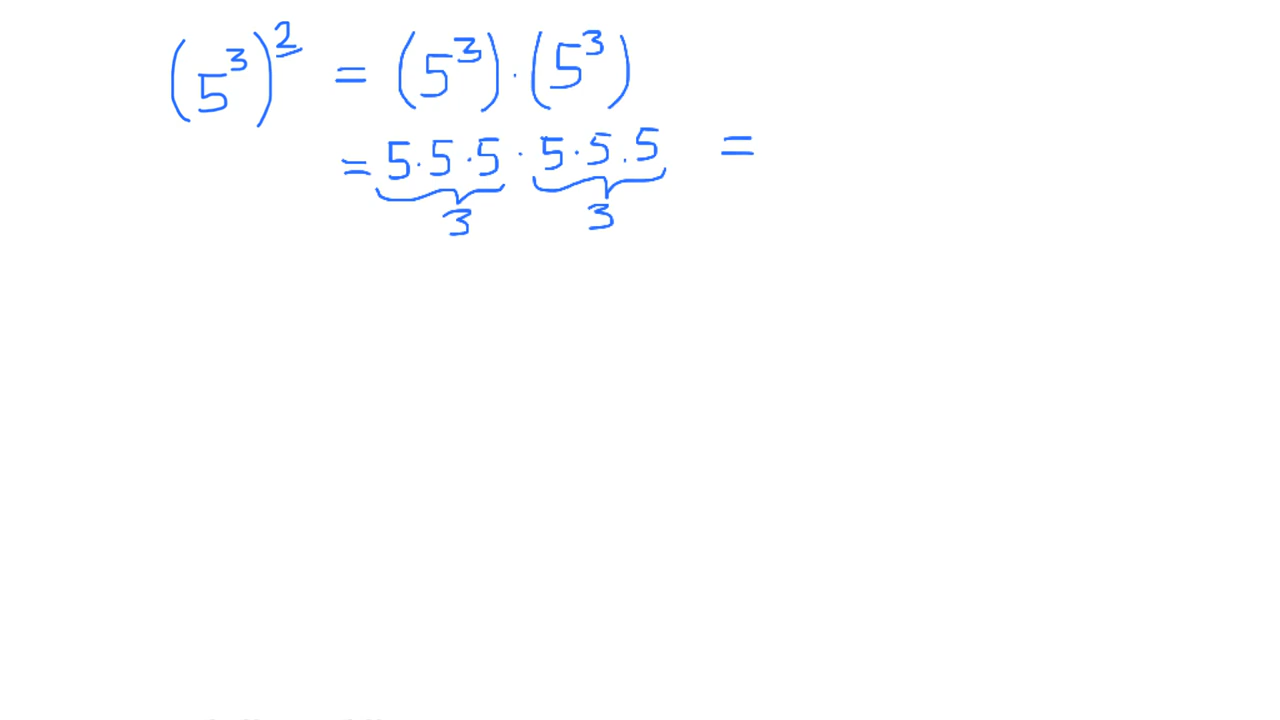 (5³)² = (5³)·(5³)
= 5·5·5 · 5·5.5 =
3 3